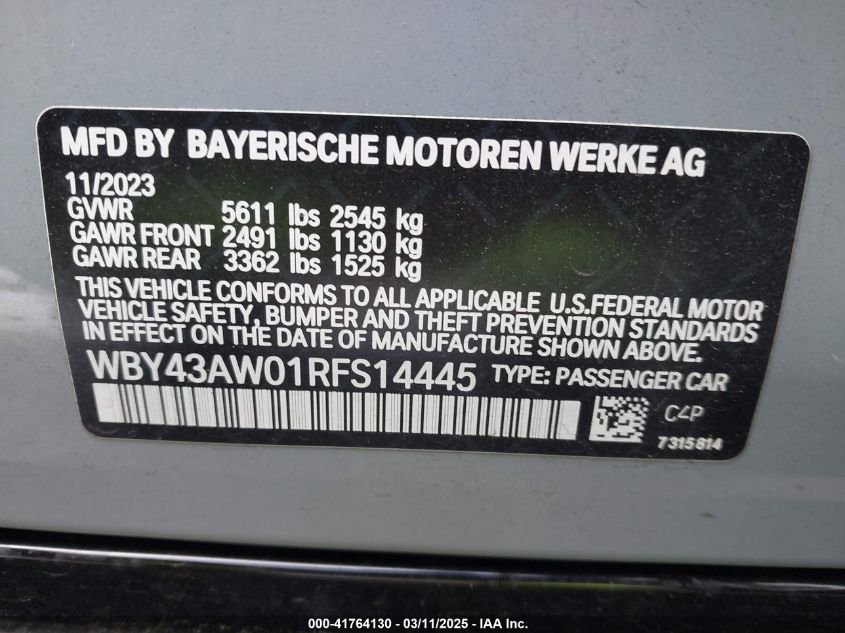 MFD BY BAYERISCHE MOTOREN WERKE AG
11/2023
GVWR 5611 lbs 2545 kg
GAWR FRONT 2491 lbs 1130 kg
GAWR REAR 3362 lbs 1525 kg
THIS VEHICLE CONFORMS TO ALL APPLICABLE U.S.FEDERAL MOTOR
VEHICLE SAFETY, BUMPER AND THEFT PREVENTION STANDARDS
IN EFFECT ON THE DATE OF MANUFACTURE SHOWN ABOVE.
WBY43AW01RFS14445 TYPE: PASSENGER CAR
C4P
7315814
000-41764130 - 03/11/2025 - IAA Inc.